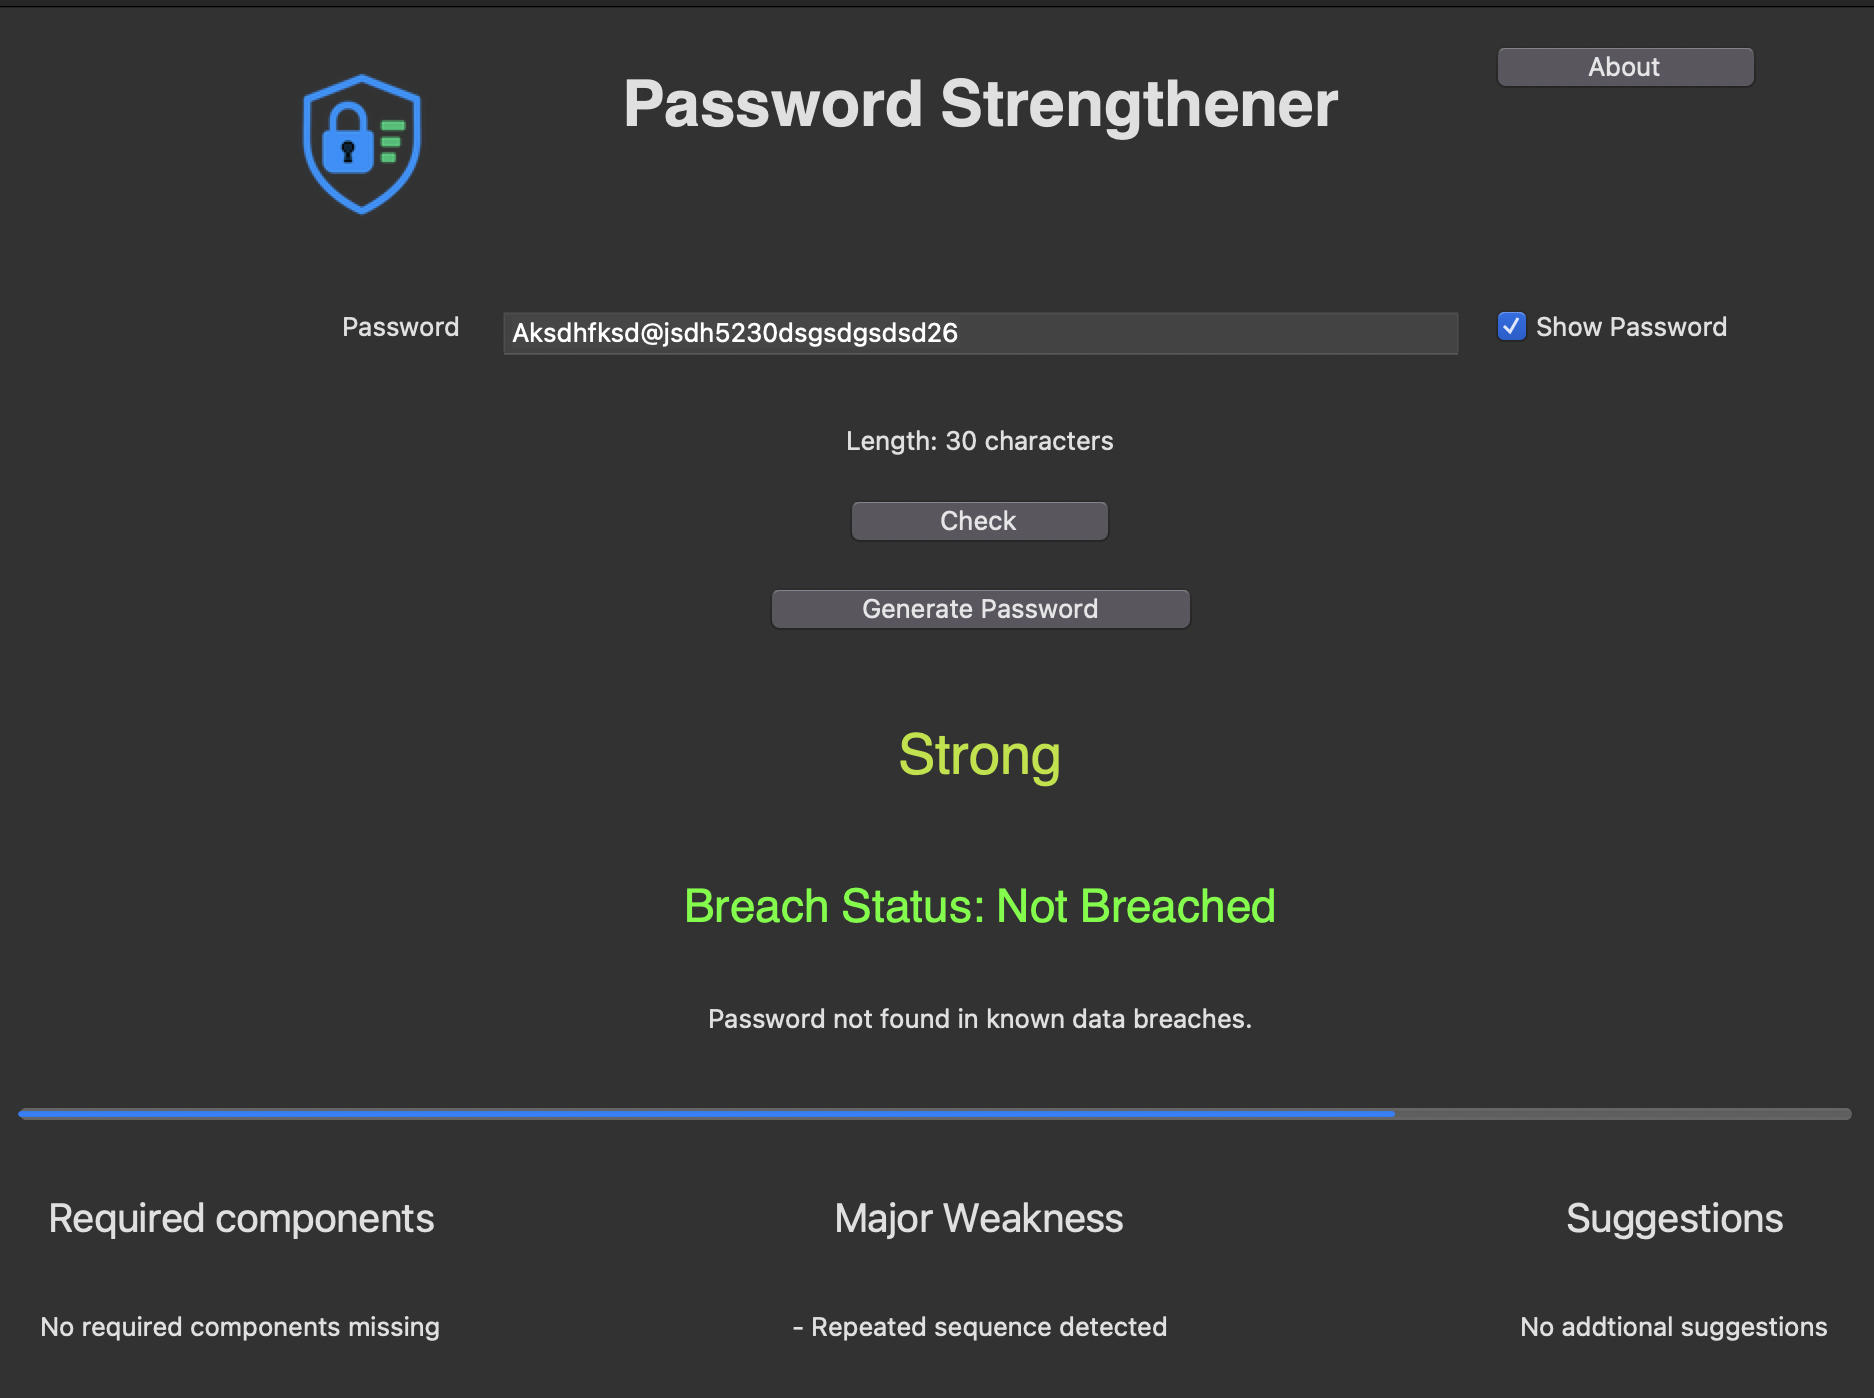 About
Password Strengthener
Password
Aksdhfksd@jsdh5230dsgsdgsdsd26
Show Password
Length: 30 characters
Check
Generate Password
Strong
Breach Status: Not Breached
Password not found in known data breaches.
Required components
Major Weakness
Suggestions
No required components missing
- Repeated sequence detected
No addtional suggestions